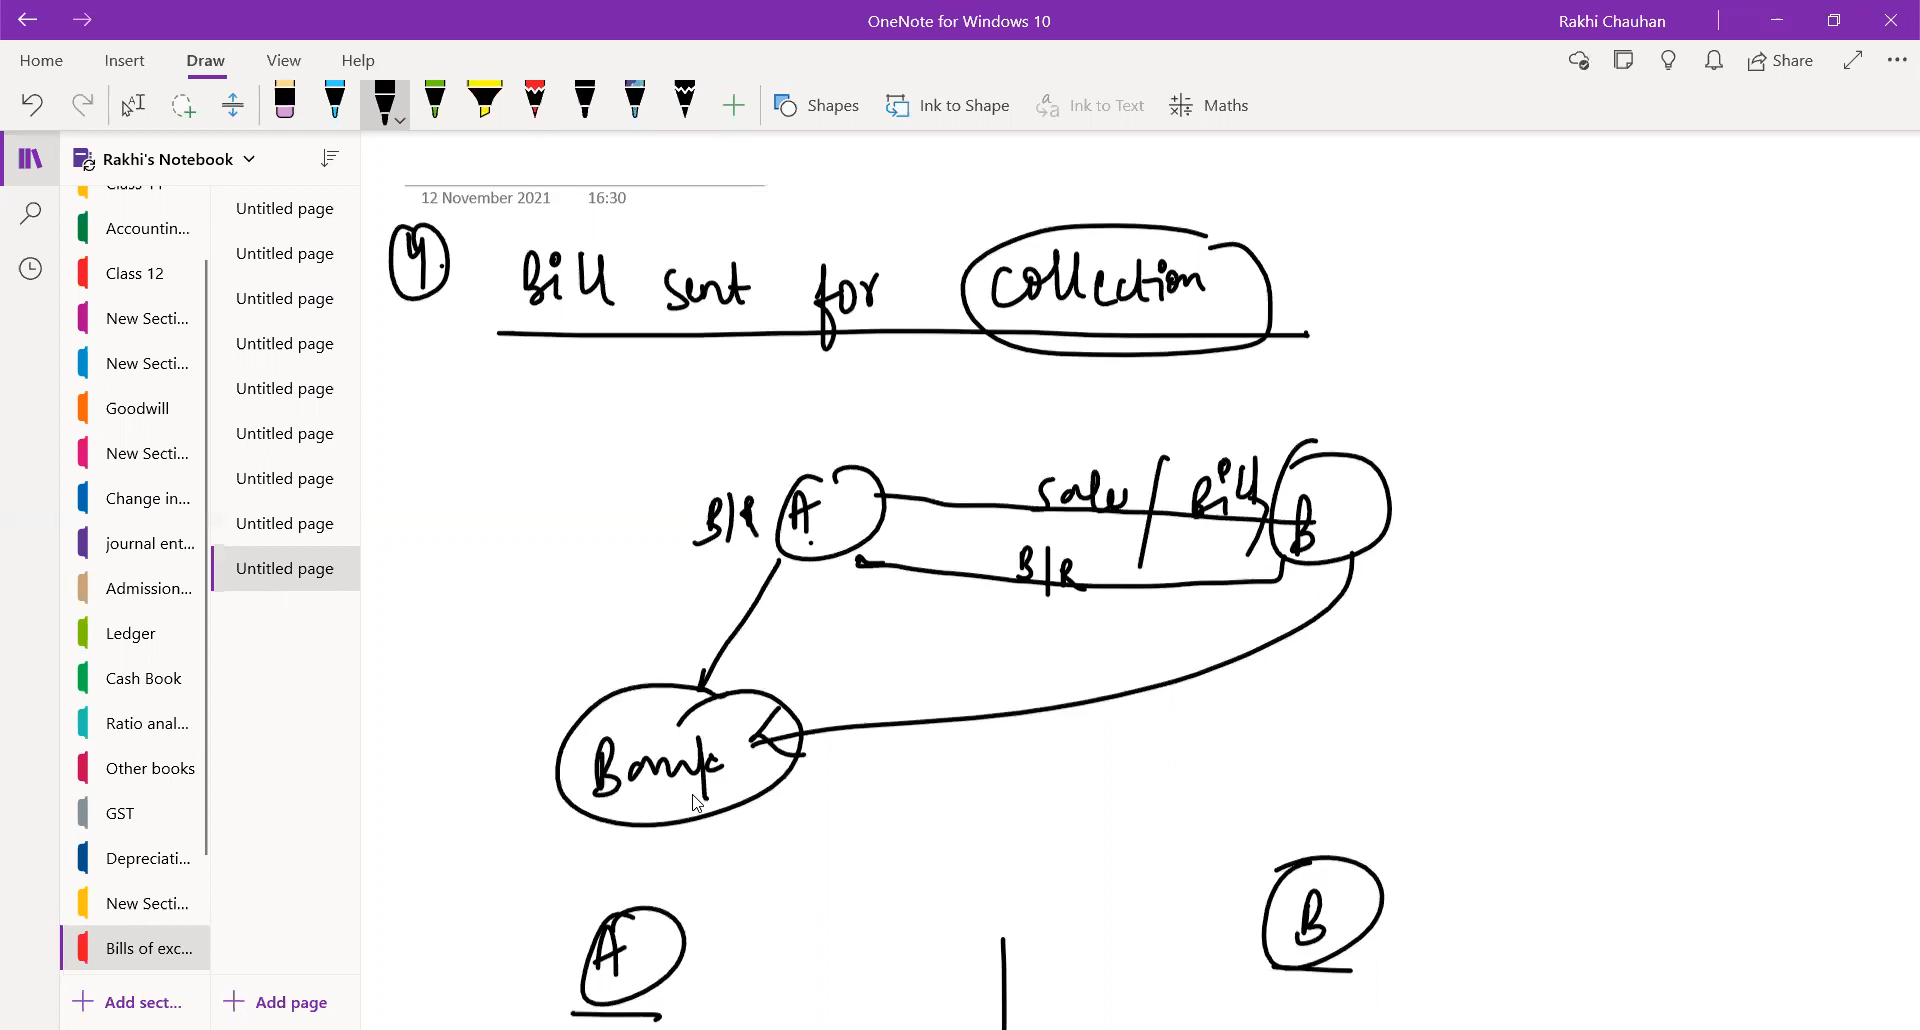 OneNote for Windows 10
Rakhi Chauhan
Home Insert Draw View Help
Share
Shapes Ink to Shape Ink to Text Maths
Rakhi's Notebook
Class 11
Accountin...
Class 12
New Secti...
New Secti...
Goodwill
New Secti...
Change in...
journal ent...
Admission...
Ledger
Cash Book
Ratio anal...
Other books
GST
Depreciati...
New Secti...
Bills of exc...
Add sect...
Untitled page
Untitled page
Untitled page
Untitled page
Untitled page
Untitled page
Untitled page
Untitled page
Untitled page
Add page
12 November 2021 16:30
Bill sent for collection
B/R A Sales / Bill B
B/R
Bank
A B